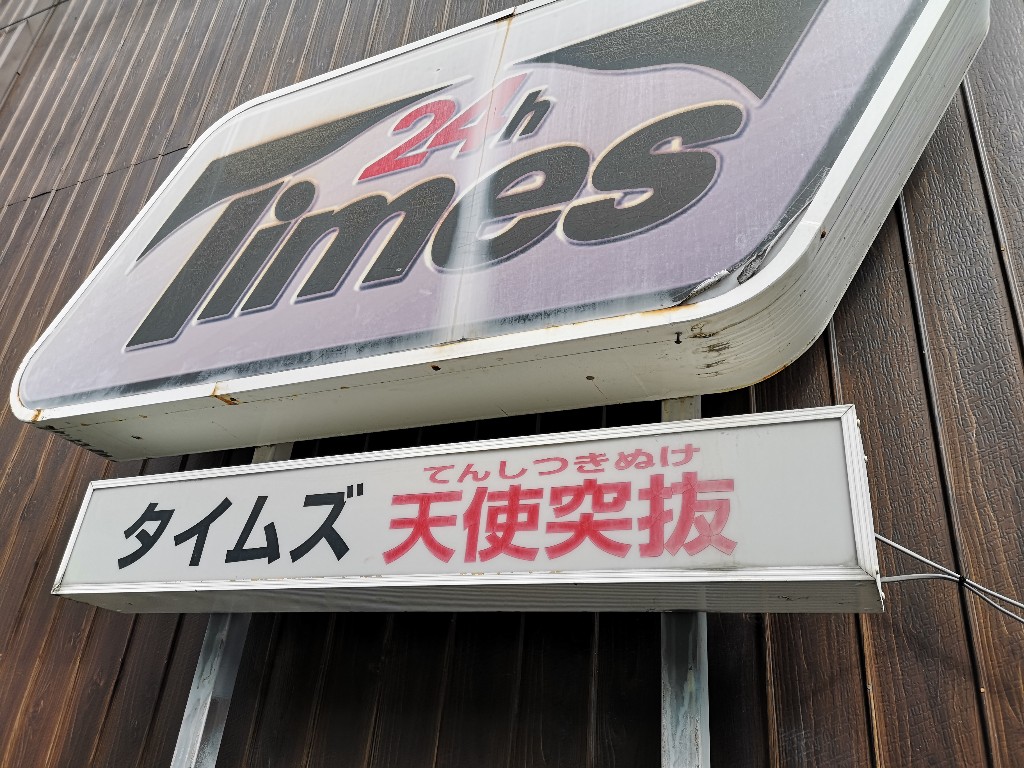 24h
Times
てんしつきぬけ
タイムズ 天使突抜